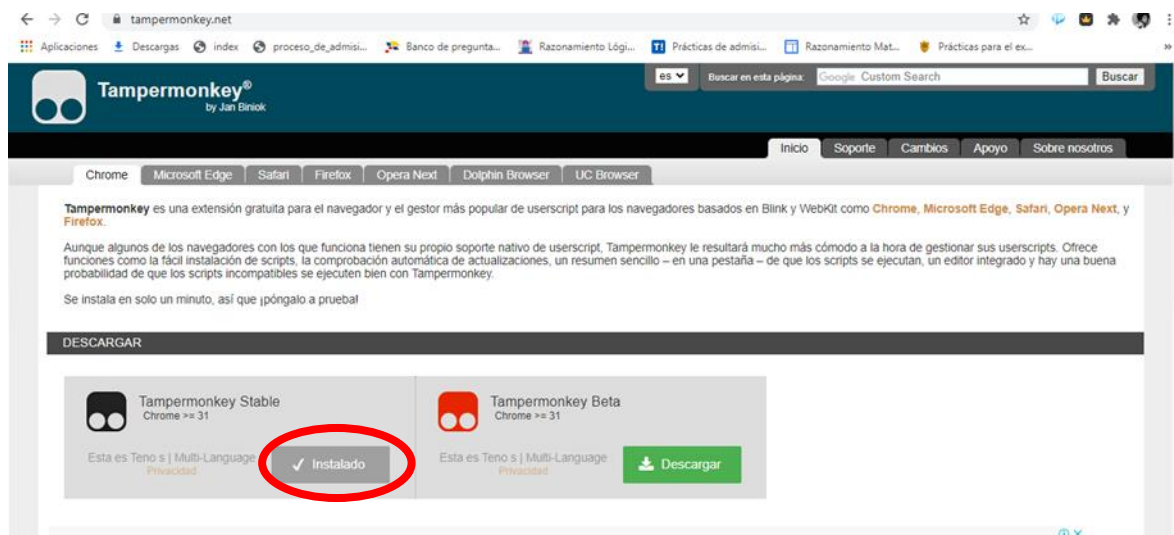 tampermonkey.net
Aplicaciones Descargas index proceso_de_admisi... Banco de pregunta... Razonamiento Lógi... Prácticas de admisi... Razonamiento Mat... Prácticas para el ex... »
Tampermonkey®
by Jan Biniok
es Buscar en esta página: Google Custom Search Buscar
Inicio Soporte Cambios Apoyo Sobre nosotros
Chrome Microsoft Edge Safari Firefox Opera Next Dolphin Browser UC Browser
Tampermonkey es una extensión gratuita para el navegador y el gestor más popular de userscript para los navegadores basados en Blink y WebKit como Chrome, Microsoft Edge, Safari, Opera Next, y
Firefox.
Aunque algunos de los navegadores con los que funciona tienen su propio soporte nativo de userscript, Tampermonkey le resultará mucho más cómodo a la hora de gestionar sus userscripts. Ofrece
funciones como la fácil instalación de scripts, la comprobación automática de actualizaciones, un resumen sencillo – en una pestaña – de que los scripts se ejecutan, un editor integrado y hay una buena
probabilidad de que los scripts incompatibles se ejecuten bien con Tampermonkey.
Se instala en solo un minuto, así que ¡póngalo a prueba!
DESCARGAR
Tampermonkey Stable
Chrome >= 31
Esta es Teno s | Multi-Language
Privacidad
Instalado
Tampermonkey Beta
Chrome >= 31
Esta es Teno s | Multi-Language
Privacidad
Descargar